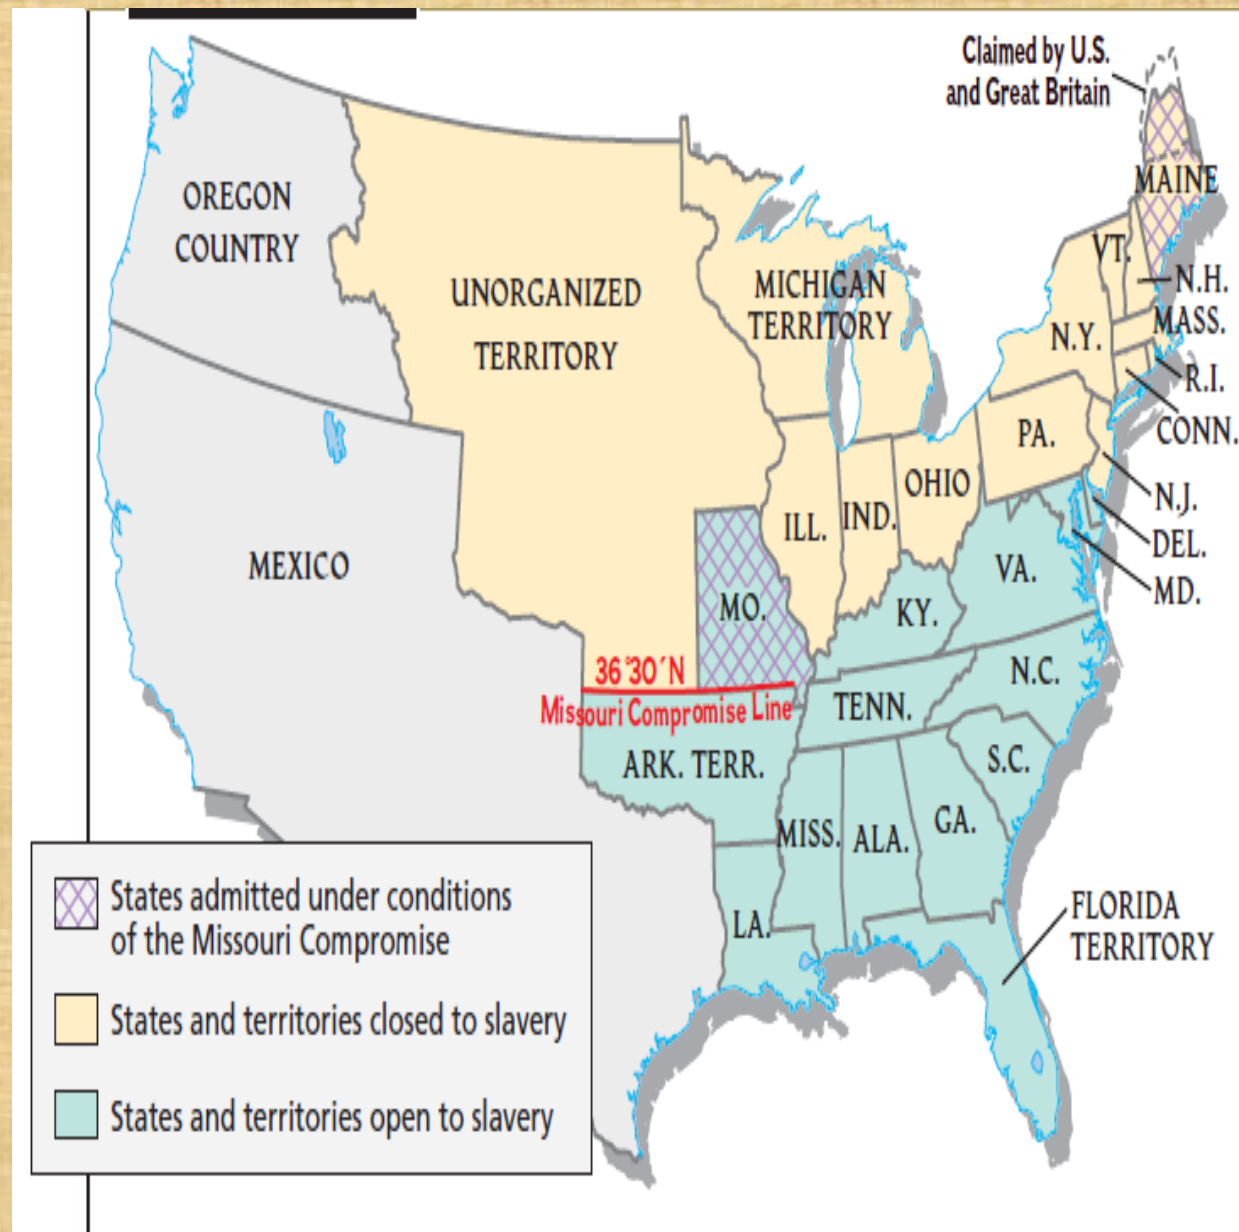 Claimed by U.S.
and Great Britain
OREGON
COUNTRY
UNORGANIZED
TERRITORY
MICHIGAN
TERRITORY
MAINE
VT.
N.H.
MASS.
N.Y.
R.I.
CONN.
PA.
N.J.
DEL.
MD.
OHIO
IND.
ILL.
MEXICO
MO.
VA.
KY.
36°30´N
Missouri Compromise Line
N.C.
TENN.
ARK. TERR.
S.C.
MISS.
ALA.
GA.
LA.
FLORIDA
TERRITORY
States admitted under conditions
of the Missouri Compromise
States and territories closed to slavery
States and territories open to slavery